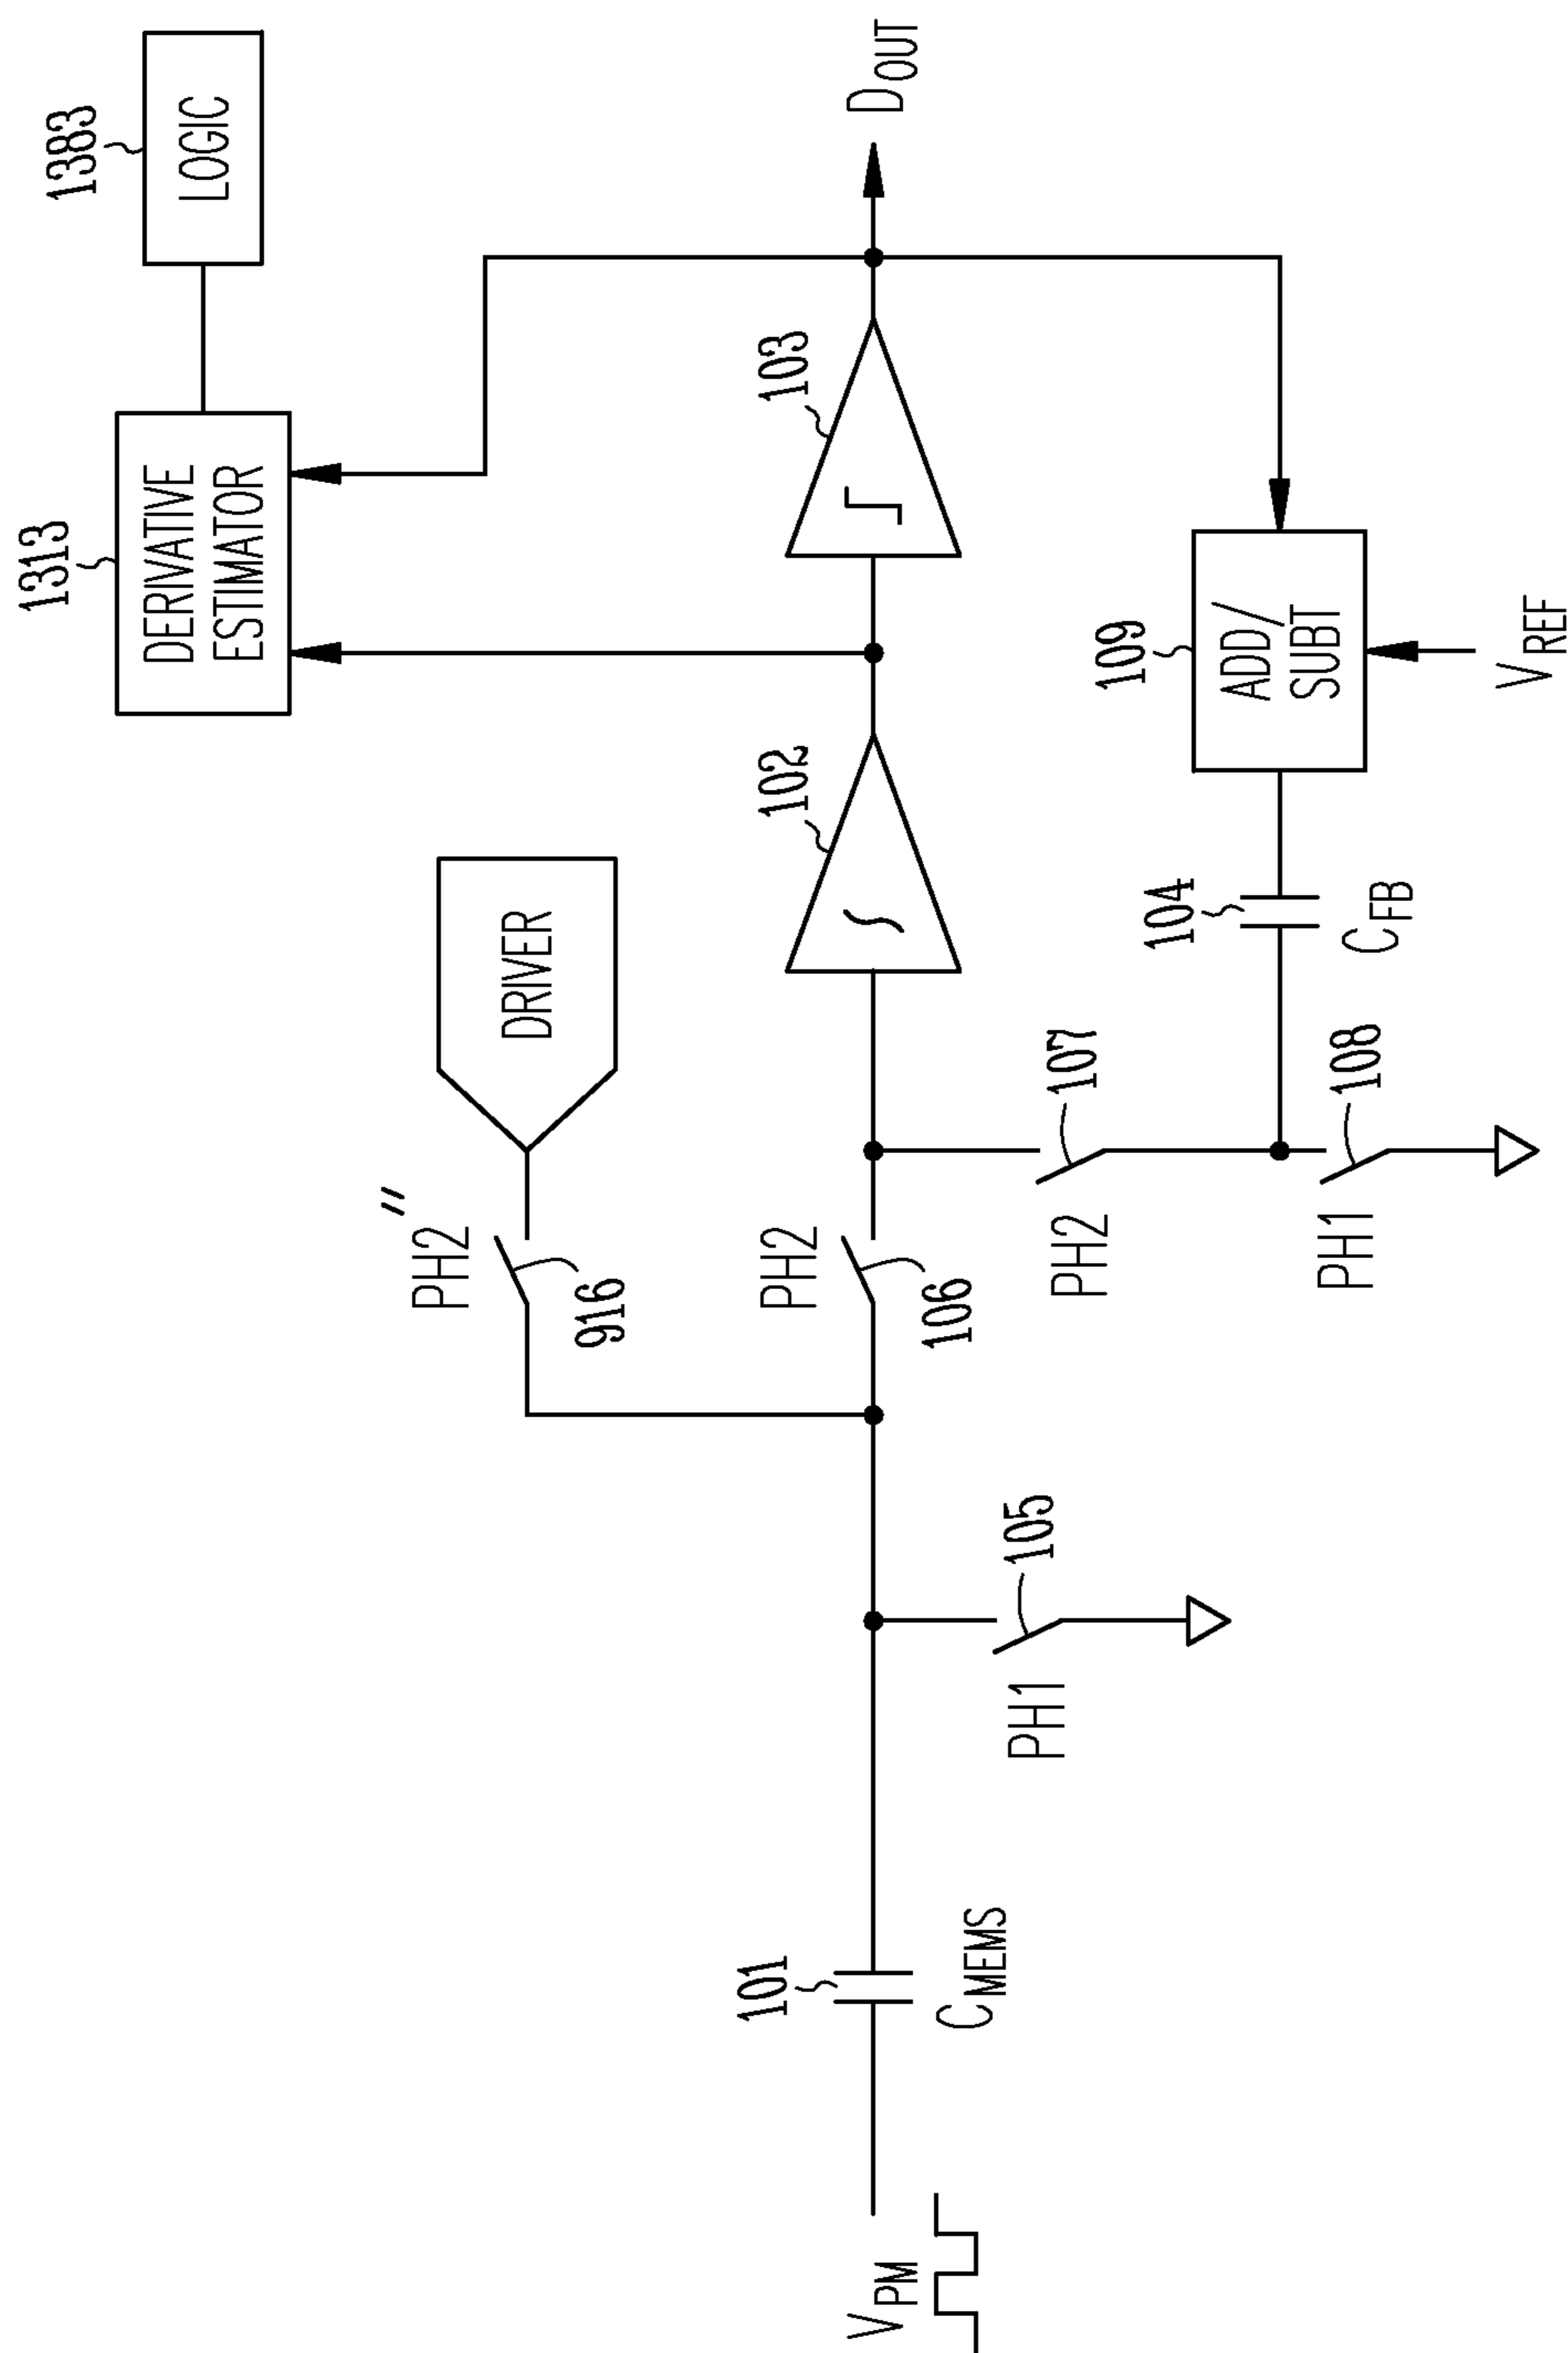 1383
LOGIC
1313
DERIVATIVE
ESTIMATOR
DRIVER
PH2″
916
102
103
DOUT
VPM
101
CMEMS
PH2
106
105
PH1
107
PH2
104
CFB
109
ADD/
SUBT
VREF
108
PH1